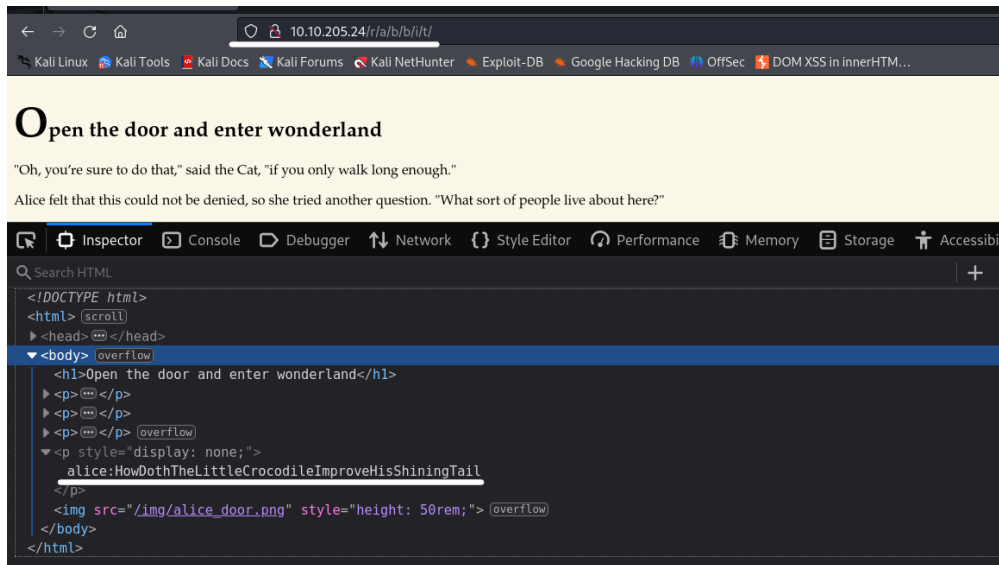 10.10.205.24/r/a/b/b/i/t/
Kali Linux Kali Tools Kali Docs Kali Forums Kali NetHunter Exploit-DB Google Hacking DB OffSec DOM XSS in innerHTM…
Open the door and enter wonderland
"Oh, you’re sure to do that," said the Cat, "if you only walk long enough."
Alice felt that this could not be denied, so she tried another question. "What sort of people live about here?"
Inspector Console Debugger Network Style Editor Performance Memory Storage Accessibi
Search HTML
<!DOCTYPE html>
<html> scroll
<head> ••• </head>
<body> overflow
<h1>Open the door and enter wonderland</h1>
<p> ••• </p>
<p> ••• </p>
<p> ••• </p> overflow
<p style="display: none;">
alice:HowDothTheLittleCrocodileImproveHisShiningTail
</p>
<img src="/img/alice_door.png" style="height: 50rem;"> overflow
</body>
</html>